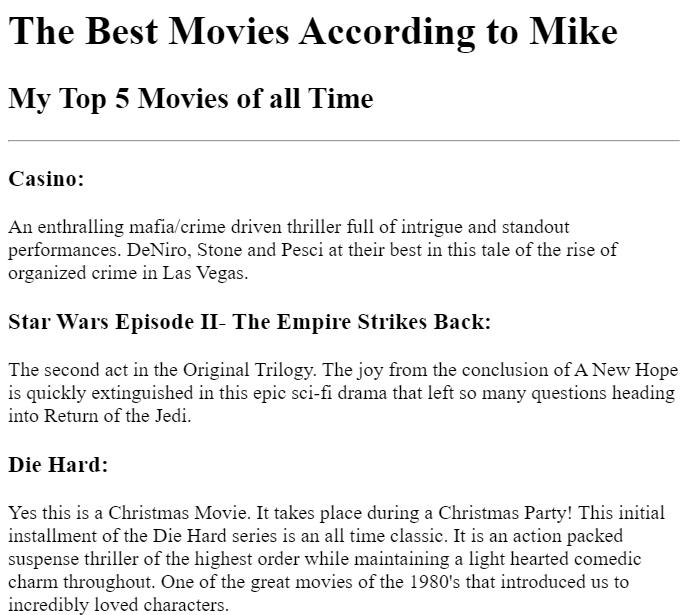 The Best Movies According to Mike
My Top 5 Movies of all Time
Casino:
An enthralling mafia/crime driven thriller full of intrigue and standout
performances. DeNiro, Stone and Pesci at their best in this tale of the rise of
organized crime in Las Vegas.
Star Wars Episode II- The Empire Strikes Back:
The second act in the Original Trilogy. The joy from the conclusion of A New Hope
is quickly extinguished in this epic sci-fi drama that left so many questions heading
into Return of the Jedi.
Die Hard:
Yes this is a Christmas Movie. It takes place during a Christmas Party! This initial
installment of the Die Hard series is an all time classic. It is an action packed
suspense thriller of the highest order while maintaining a light hearted comedic
charm throughout. One of the great movies of the 1980's that introduced us to
incredibly loved characters.